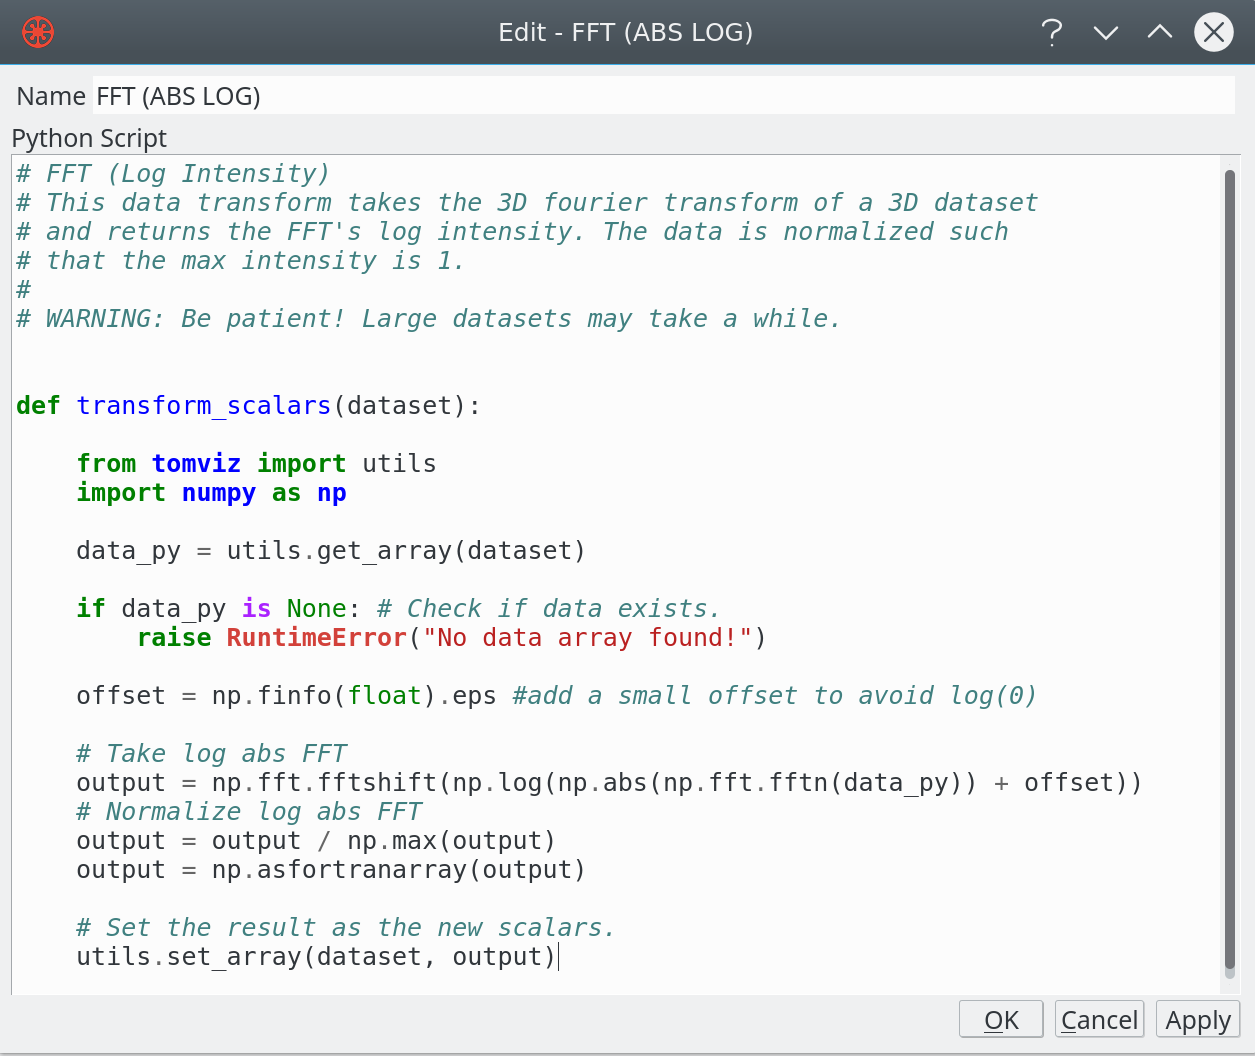 Edit - FFT (ABS LOG)
Name FFT (ABS LOG)
Python Script
# FFT (Log Intensity)
# This data transform takes the 3D fourier transform of a 3D dataset
# and returns the FFT's log intensity. The data is normalized such
# that the max intensity is 1.
#
# WARNING: Be patient! Large datasets may take a while.
def transform_scalars(dataset):
    from tomviz import utils
    import numpy as np
    data_py = utils.get_array(dataset)
    if data_py is None: # Check if data exists.
        raise RuntimeError("No data array found!")
    offset = np.finfo(float).eps #add a small offset to avoid log(0)
    # Take log abs FFT
    output = np.fft.fftshift(np.log(np.abs(np.fft.fftn(data_py)) + offset))
    # Normalize log abs FFT
    output = output / np.max(output)
    output = np.asfortranarray(output)
    # Set the result as the new scalars.
    utils.set_array(dataset, output)
OK Cancel Apply